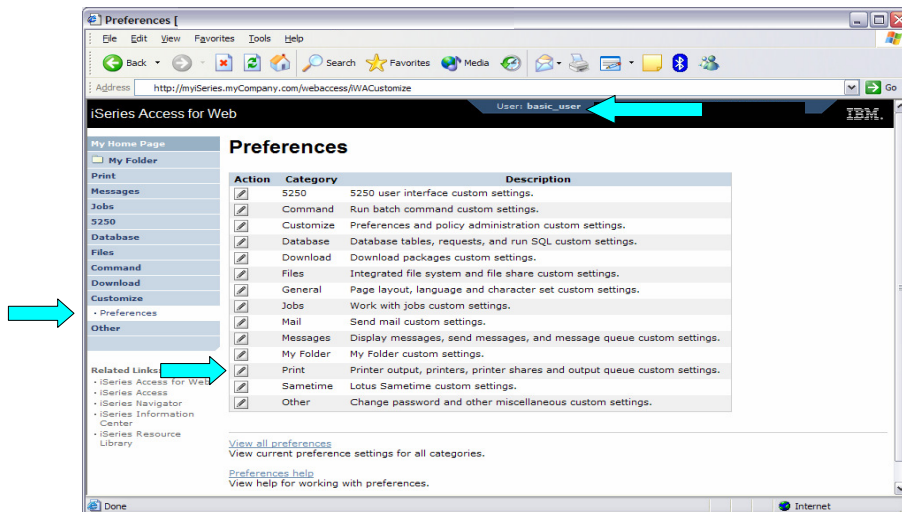 Preferences [
File Edit View Favorites Tools Help
Back Search Favorites Media
Address http://myiSeries.myCompany.com/webaccess/iWACustomize Go
iSeries Access for Web
User: basic_user
IBM.
My Home Page
My Folder
Print
Messages
Jobs
5250
Database
Files
Command
Download
Customize
• Preferences
Other
Related Links:
• iSeries Access for Web
• iSeries Access
• iSeries Navigator
• iSeries Information
Center
• iSeries Resource
Library
Preferences
Action Category Description
5250 5250 user interface custom settings.
Command Run batch command custom settings.
Customize Preferences and policy administration custom settings.
Database Database tables, requests, and run SQL custom settings.
Download Download packages custom settings.
Files Integrated file system and file share custom settings.
General Page layout, language and character set custom settings.
Jobs Work with jobs custom settings.
Mail Send mail custom settings.
Messages Display messages, send messages, and message queue custom settings.
My Folder My Folder custom settings.
Print Printer output, printers, printer shares and output queue custom settings.
Sametime Lotus Sametime custom settings.
Other Change password and other miscellaneous custom settings.
View all preferences
View current preference settings for all categories.
Preferences help
View help for working with preferences.
Done Internet